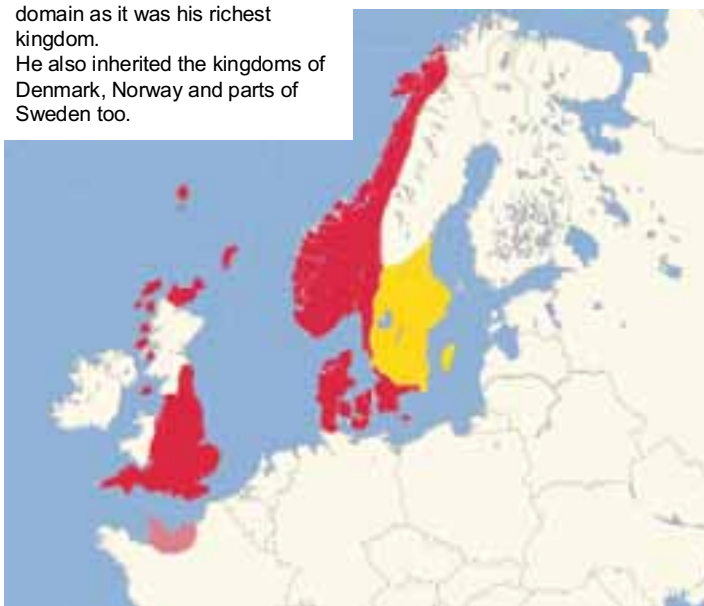 domain as it was his richest
kingdom.
He also inherited the kingdoms of
Denmark, Norway and parts of
Sweden too.